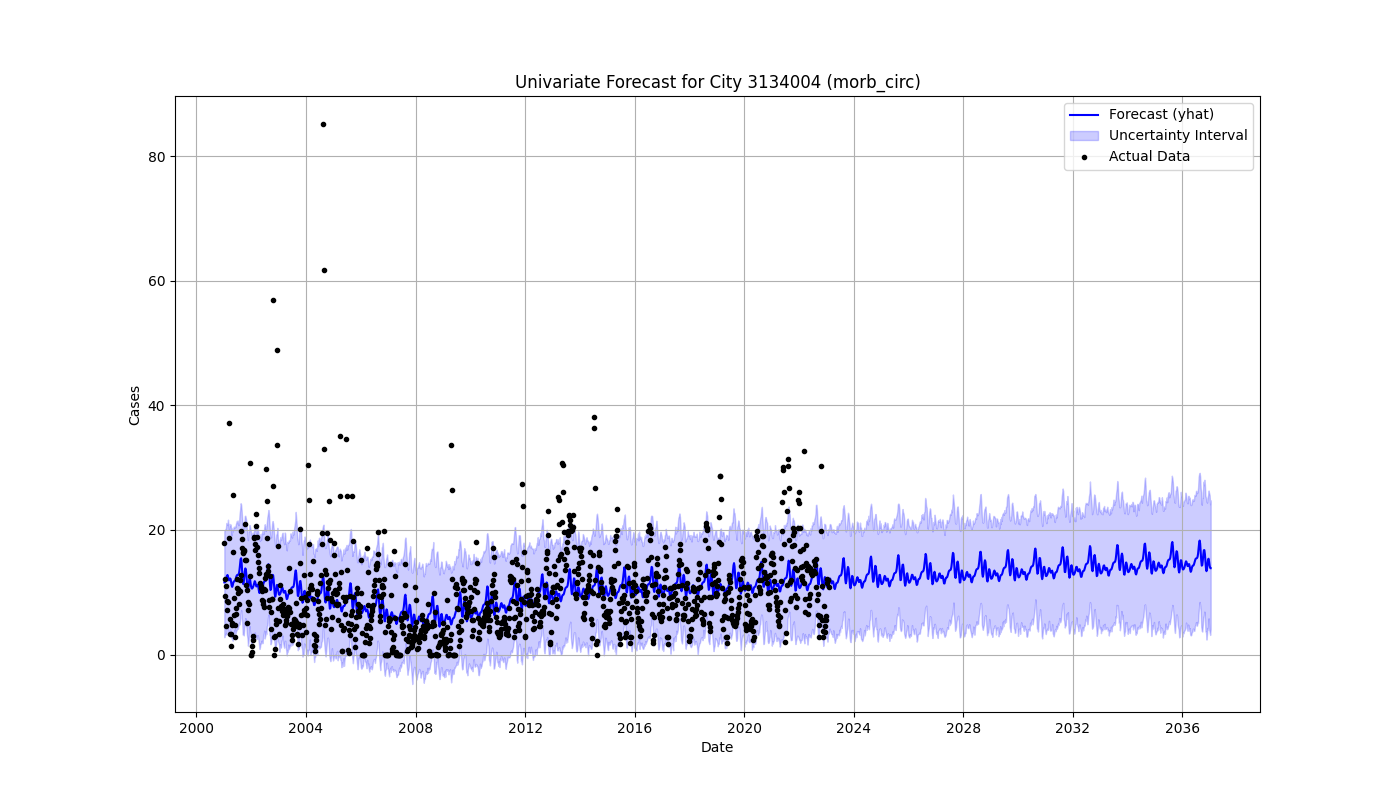 Univariate Forecast for City 3134004 (morb_circ)
Forecast (yhat)
Uncertainty Interval
Actual Data
80
60
40
20
0
Cases
2000 2004 2008 2012 2016 2020 2024 2028 2032 2036
Date